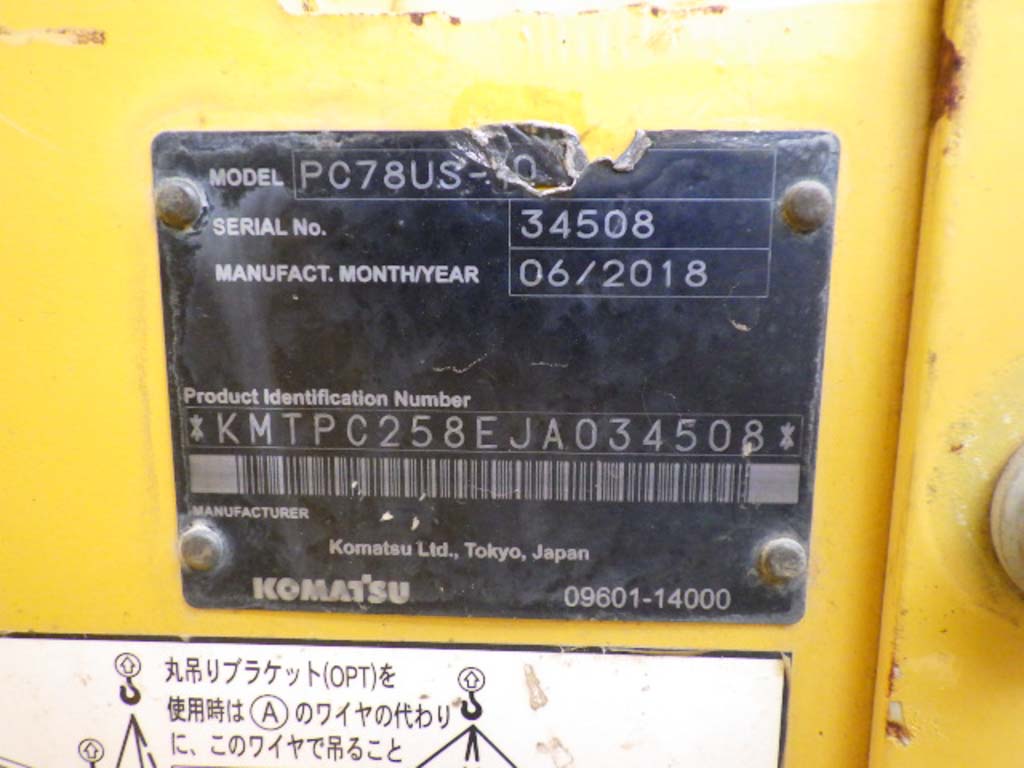 MODEL PC78US-10
SERIAL No. 34508
MANUFACT. MONTH/YEAR 06/2018
Product Identification Number
*KMTPC258EJA034508*
MANUFACTURER
Komatsu Ltd., Tokyo, Japan
KOMATSU 09601-14000
丸吊りブラケット(OPT)を
使用時は Ⓐ のワイヤの代わり
に、このワイヤで吊ること